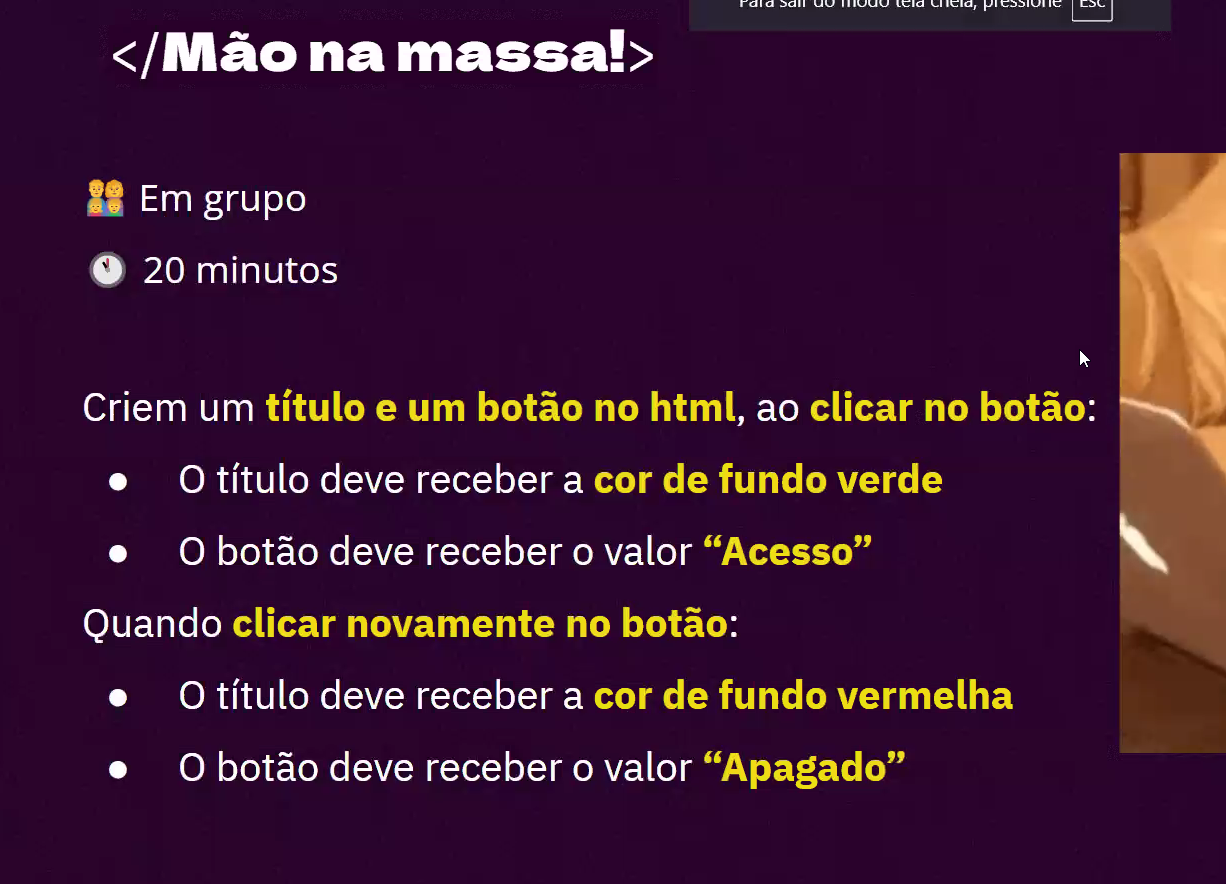 Para sair do modo tela cheia, pressione Esc
</Mão na massa!>
Em grupo
20 minutos
Criem um título e um botão no html, ao clicar no botão:
● O título deve receber a cor de fundo verde
● O botão deve receber o valor “Acesso”
Quando clicar novamente no botão:
● O título deve receber a cor de fundo vermelha
● O botão deve receber o valor “Apagado”